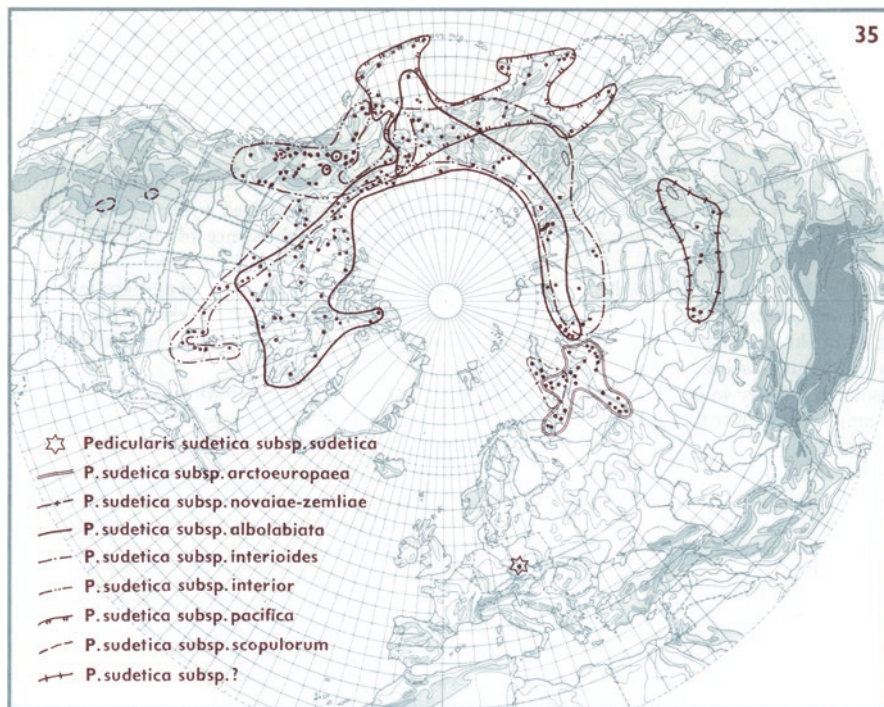 35
Pedicularis sudetica subsp. sudetica
P. sudetica subsp. arctoeuropaea
P. sudetica subsp. novaiae-zemliae
P. sudetica subsp. albolabiata
P. sudetica subsp. interioides
P. sudetica subsp. interior
P. sudetica subsp. pacifica
P. sudetica subsp. scopulorum
P. sudetica subsp. ?